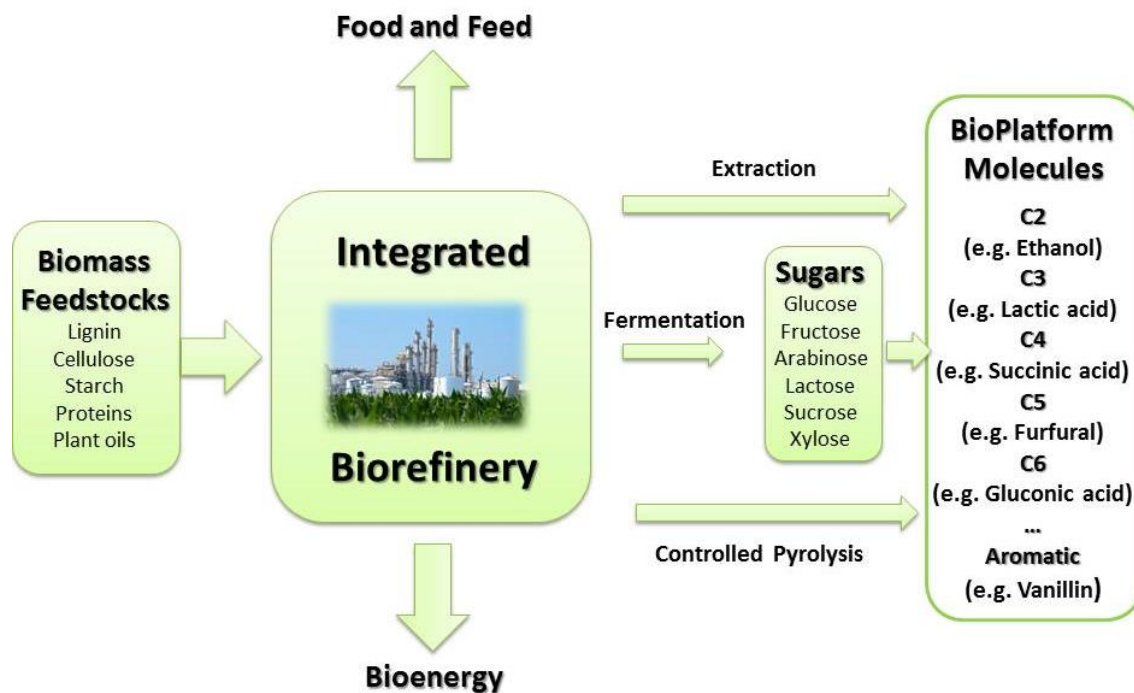 Food and Feed
Biomass
Feedstocks
Lignin
Cellulose
Starch
Proteins
Plant oils
Integrated
Biorefinery
Bioenergy
Extraction
Fermentation
Controlled Pyrolysis
Sugars
Glucose
Fructose
Arabinose
Lactose
Sucrose
Xylose
BioPlatform
Molecules
C2
(e.g. Ethanol)
C3
(e.g. Lactic acid)
C4
(e.g. Succinic acid)
C5
(e.g. Furfural)
C6
(e.g. Gluconic acid)
...
Aromatic
(e.g. Vanillin)